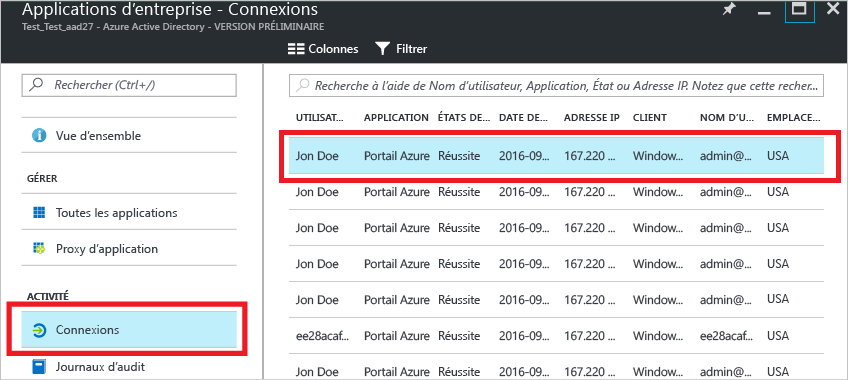 Applications d'entreprise - Connexions
Test_Test_aad27 - Azure Active Directory - VERSION PRÉLIMINAIRE
Colonnes Filtrer
Rechercher (Ctrl+/)
Vue d'ensemble
GÉRER
Toutes les applications
Proxy d'application
ACTIVITÉ
Connexions
Journaux d'audit
Recherche à l'aide de Nom d'utilisateur, Application, État ou Adresse IP. Notez que cette recher...
UTILISAT... APPLICATION ÉTATS DE... DATE DE... ADRESSE IP CLIENT NOM D'U... EMPLACE...
Jon Doe Portail Azure Réussite 2016-09... 167.220 ... Window... admin@... USA
Jon Doe Portail Azure Réussite 2016-09... 167.220 ... Window... admin@... USA
Jon Doe Portail Azure Réussite 2016-09... 167.220 ... Window... admin@... USA
Jon Doe Portail Azure Réussite 2016-09... 167.220 ... Window... admin@... USA
Jon Doe Portail Azure Réussite 2016-09... 167.220 ... Window... admin@... USA
ee28acaf... Portail Azure Réussite 2016-09... 167.220 ... Window... ee28acaf... USA
Jon Doe Portail Azure Réussite 2016-09... 167.220 ... Window... admin@... USA